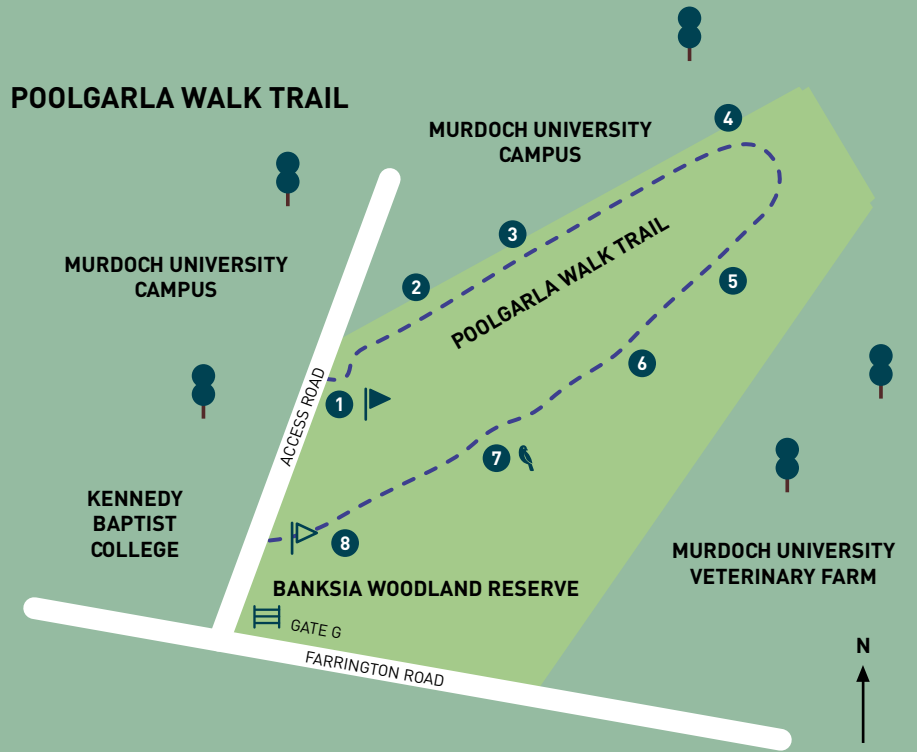 POOLGARLA WALK TRAIL
MURDOCH UNIVERSITY
CAMPUS
4
3
MURDOCH UNIVERSITY
CAMPUS
2
POOLGARLA WALK TRAIL
5
6
1
ACCESS ROAD
7
KENNEDY
BAPTIST
COLLEGE
8
MURDOCH UNIVERSITY
VETERINARY FARM
BANKSIA WOODLAND RESERVE
GATE G
FARRINGTON ROAD
N